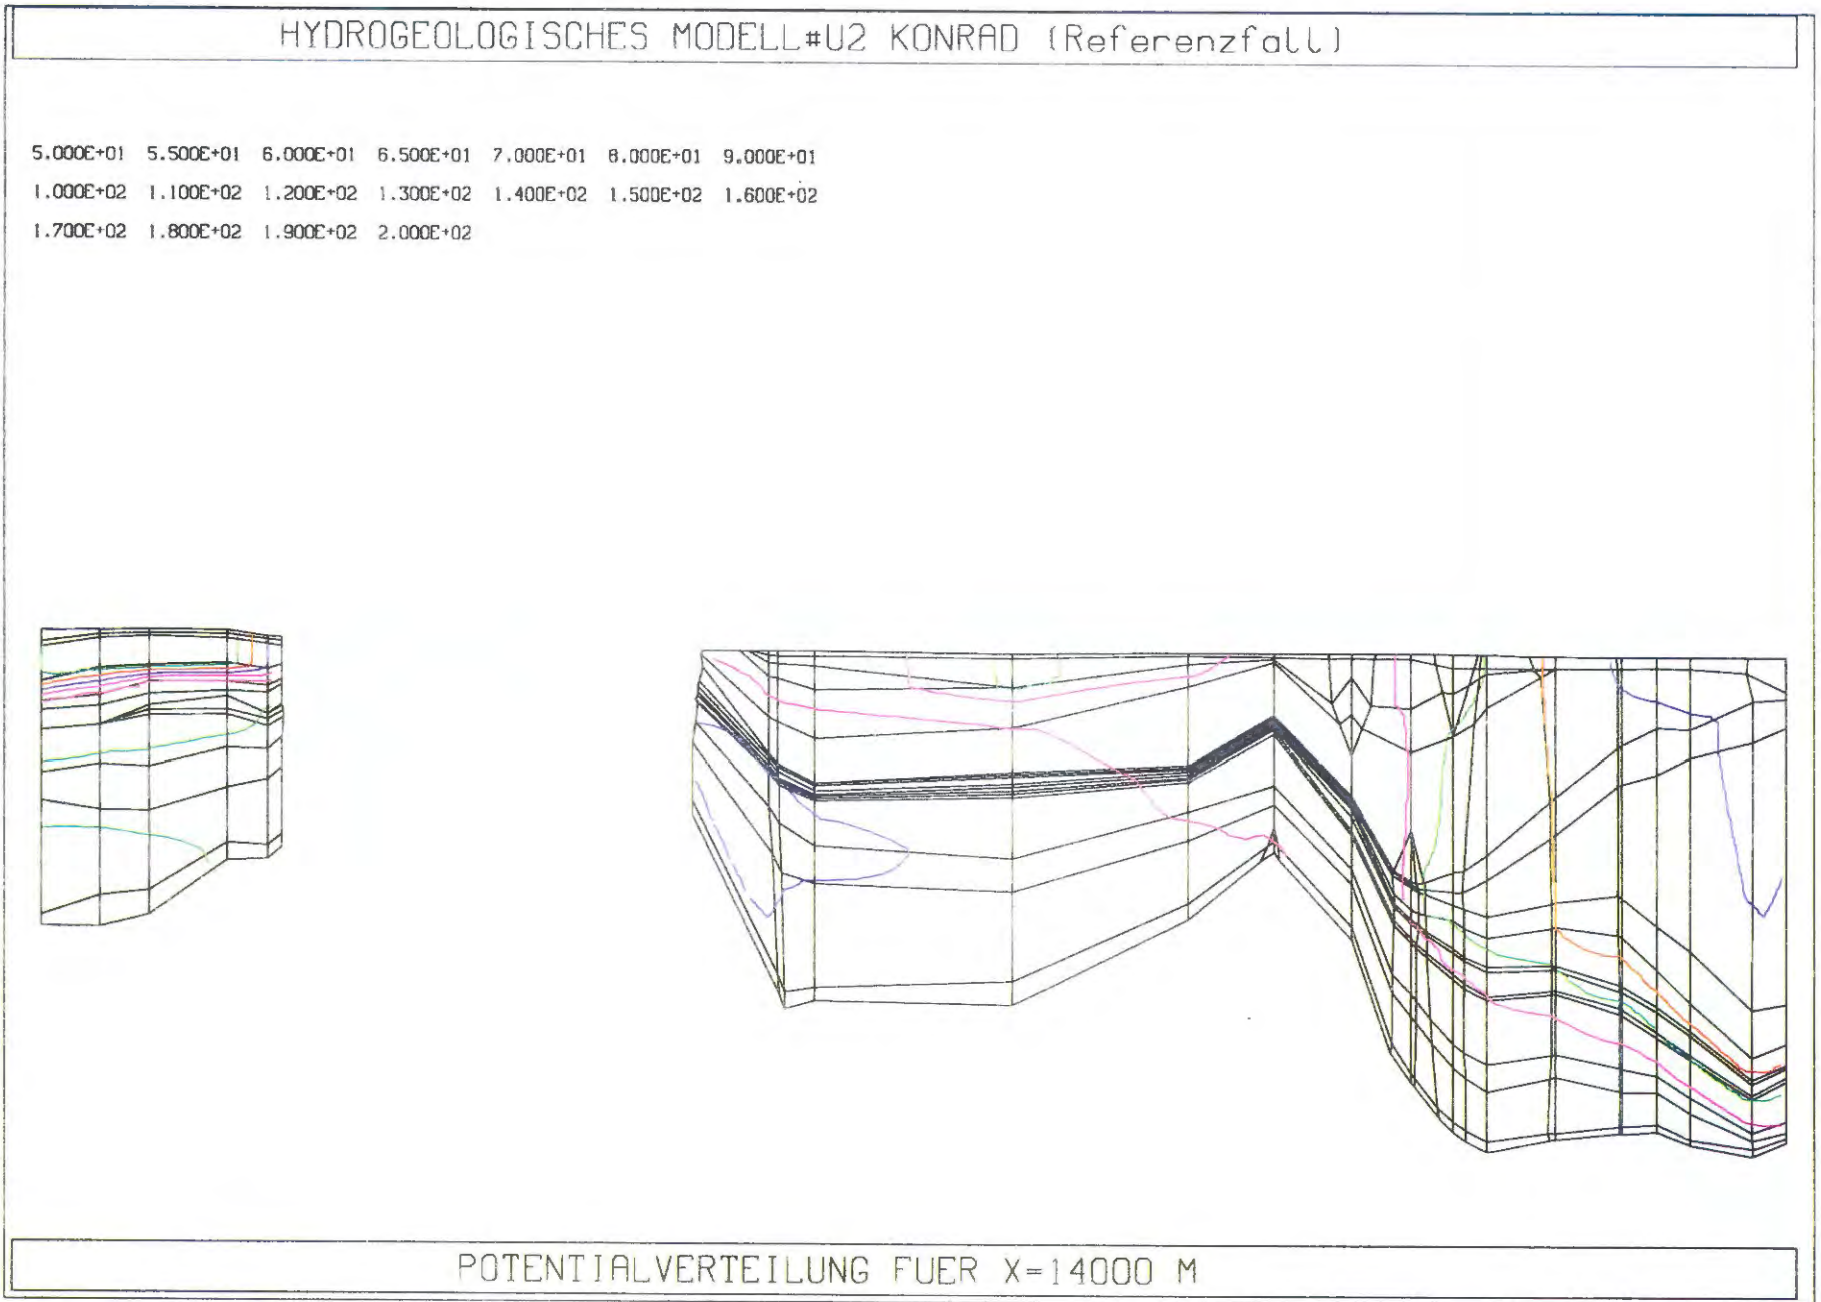 HYDROGEOLOGISCHES MODELL#U2 KONRAD (Referenzfall)
5.000E+01 5.500E+01 6.000E+01 6.500E+01 7.000E+01 8.000E+01 9.000E+01
1.000E+02 1.100E+02 1.200E+02 1.300E+02 1.400E+02 1.500E+02 1.600E+02
1.700E+02 1.800E+02 1.900E+02 2.000E+02
POTENTIALVERTEILUNG FUER X=14000 M